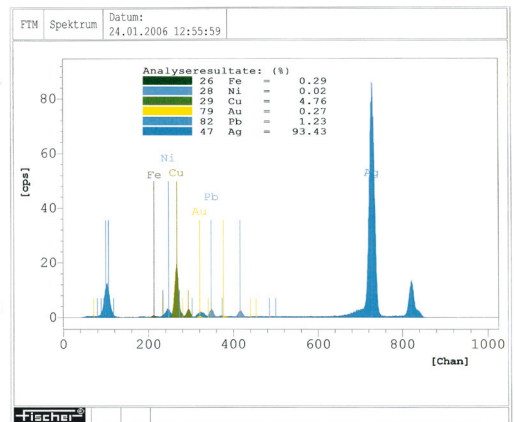 FTM Spektrum Datum:
24.01.2006 12:55:59
Analyseresultate: (%)
26 Fe = 0.29
28 Ni = 0.02
29 Cu = 4.76
79 Au = 0.27
82 Pb = 1.23
47 Ag = 93.43
80
60
40
20
0
[cps]
Ni
Fe Cu
Pb
Au
Ag
0 200 400 600 800 1000
[Chan]
fischer®